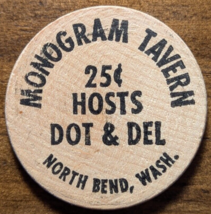 MONOGRAM TAVERN
25¢
HOSTS
DOT & DEL
NORTH BEND, WASH.